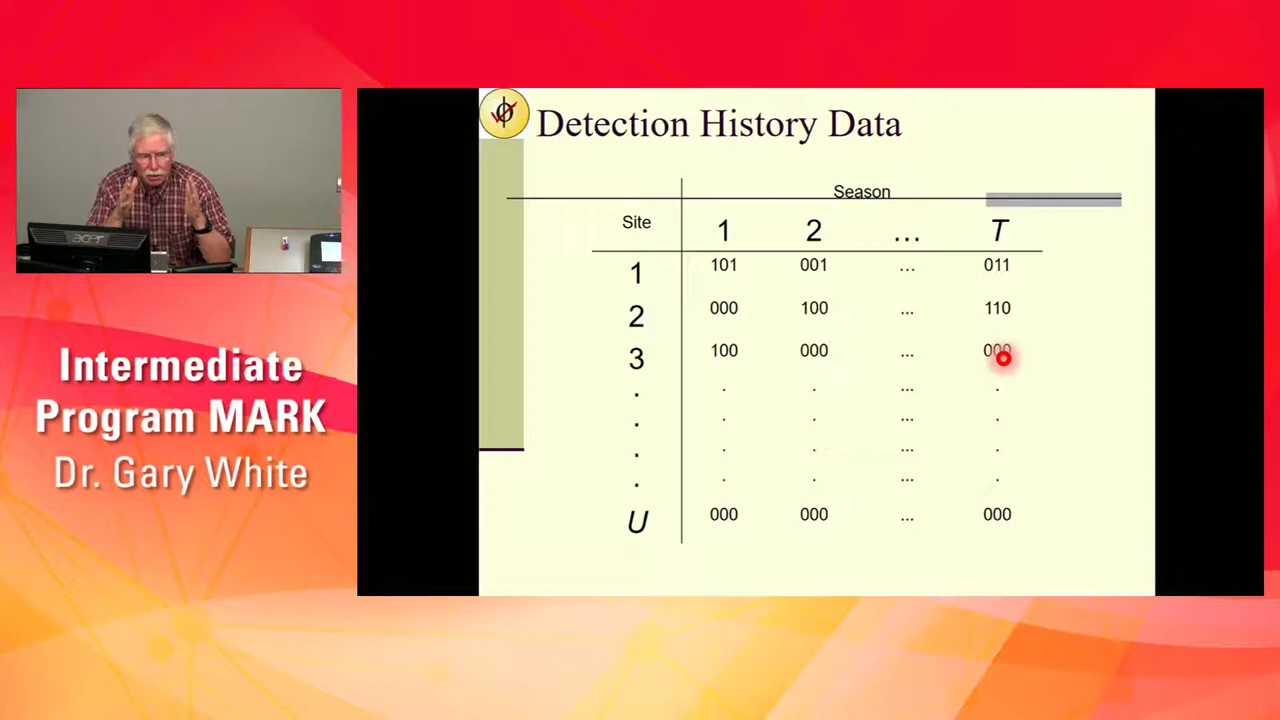 Detection History Data
Season
Site 1 2 ... T
1 101 001 ... 011
2 000 100 ... 110
3 100 000 ... 000
. . . ... .
. . . ... .
. . . ... .
. . . ... .
U 000 000 ... 000
acer
Intermediate
Program MARK
Dr. Gary White